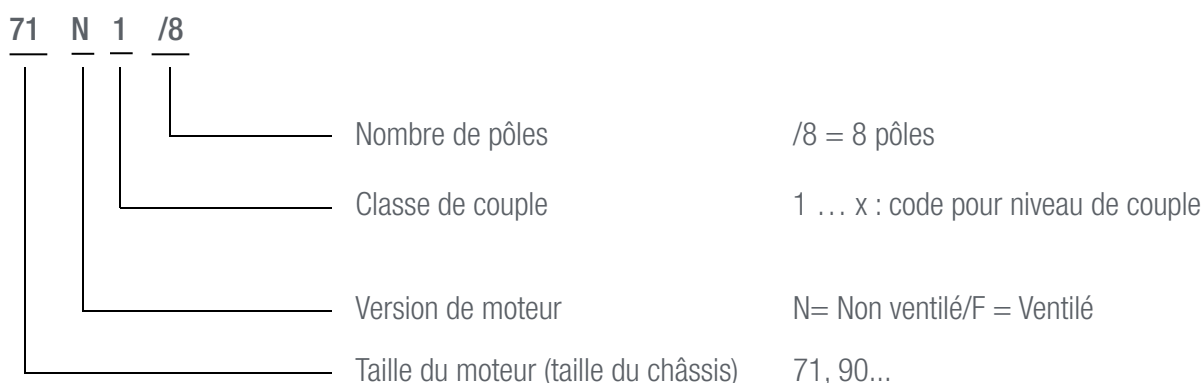 71 N 1 /8
Nombre de pôles /8 = 8 pôles
Classe de couple 1 … x : code pour niveau de couple
Version de moteur N= Non ventilé/F = Ventilé
Taille du moteur (taille du châssis) 71, 90...